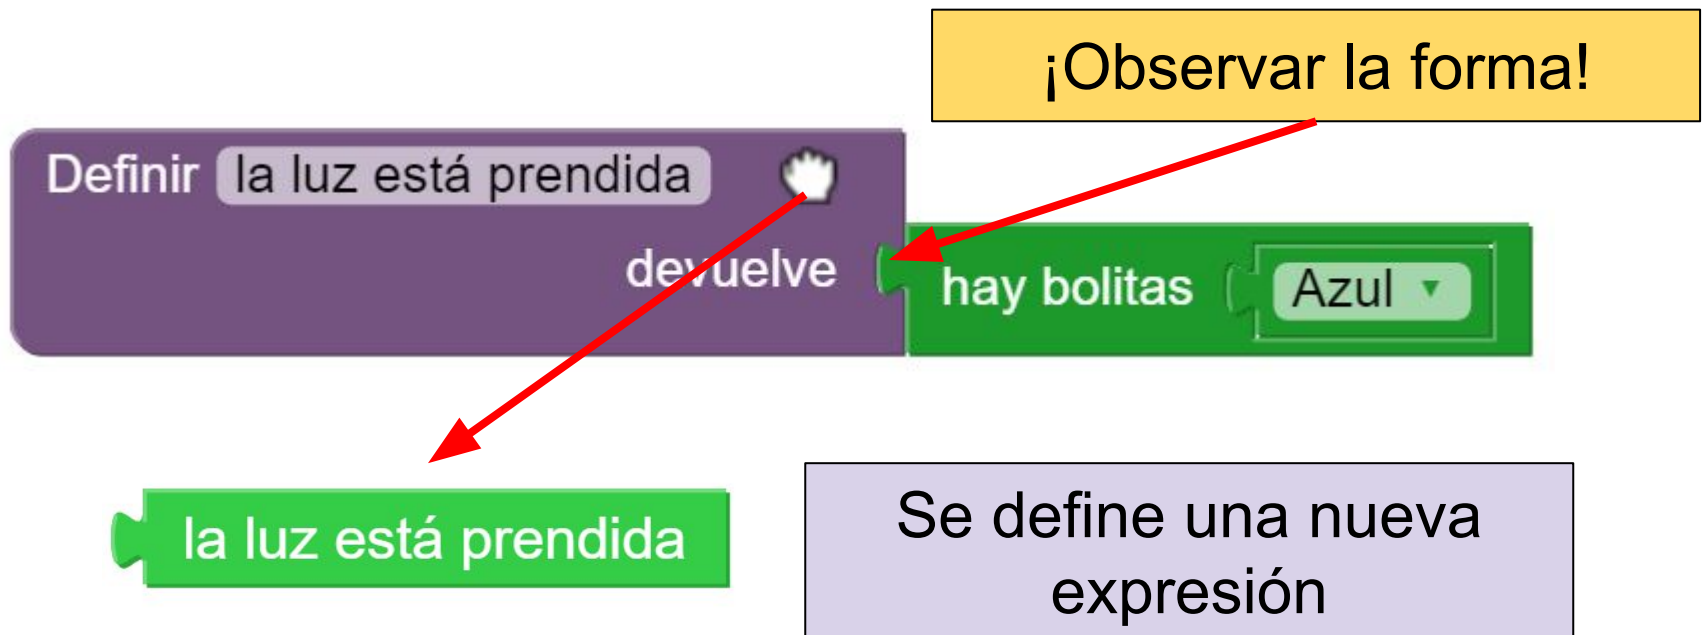 ¡Observar la forma!
Definir la luz está prendida
devuelve
hay bolitas Azul
la luz está prendida
Se define una nueva
expresión